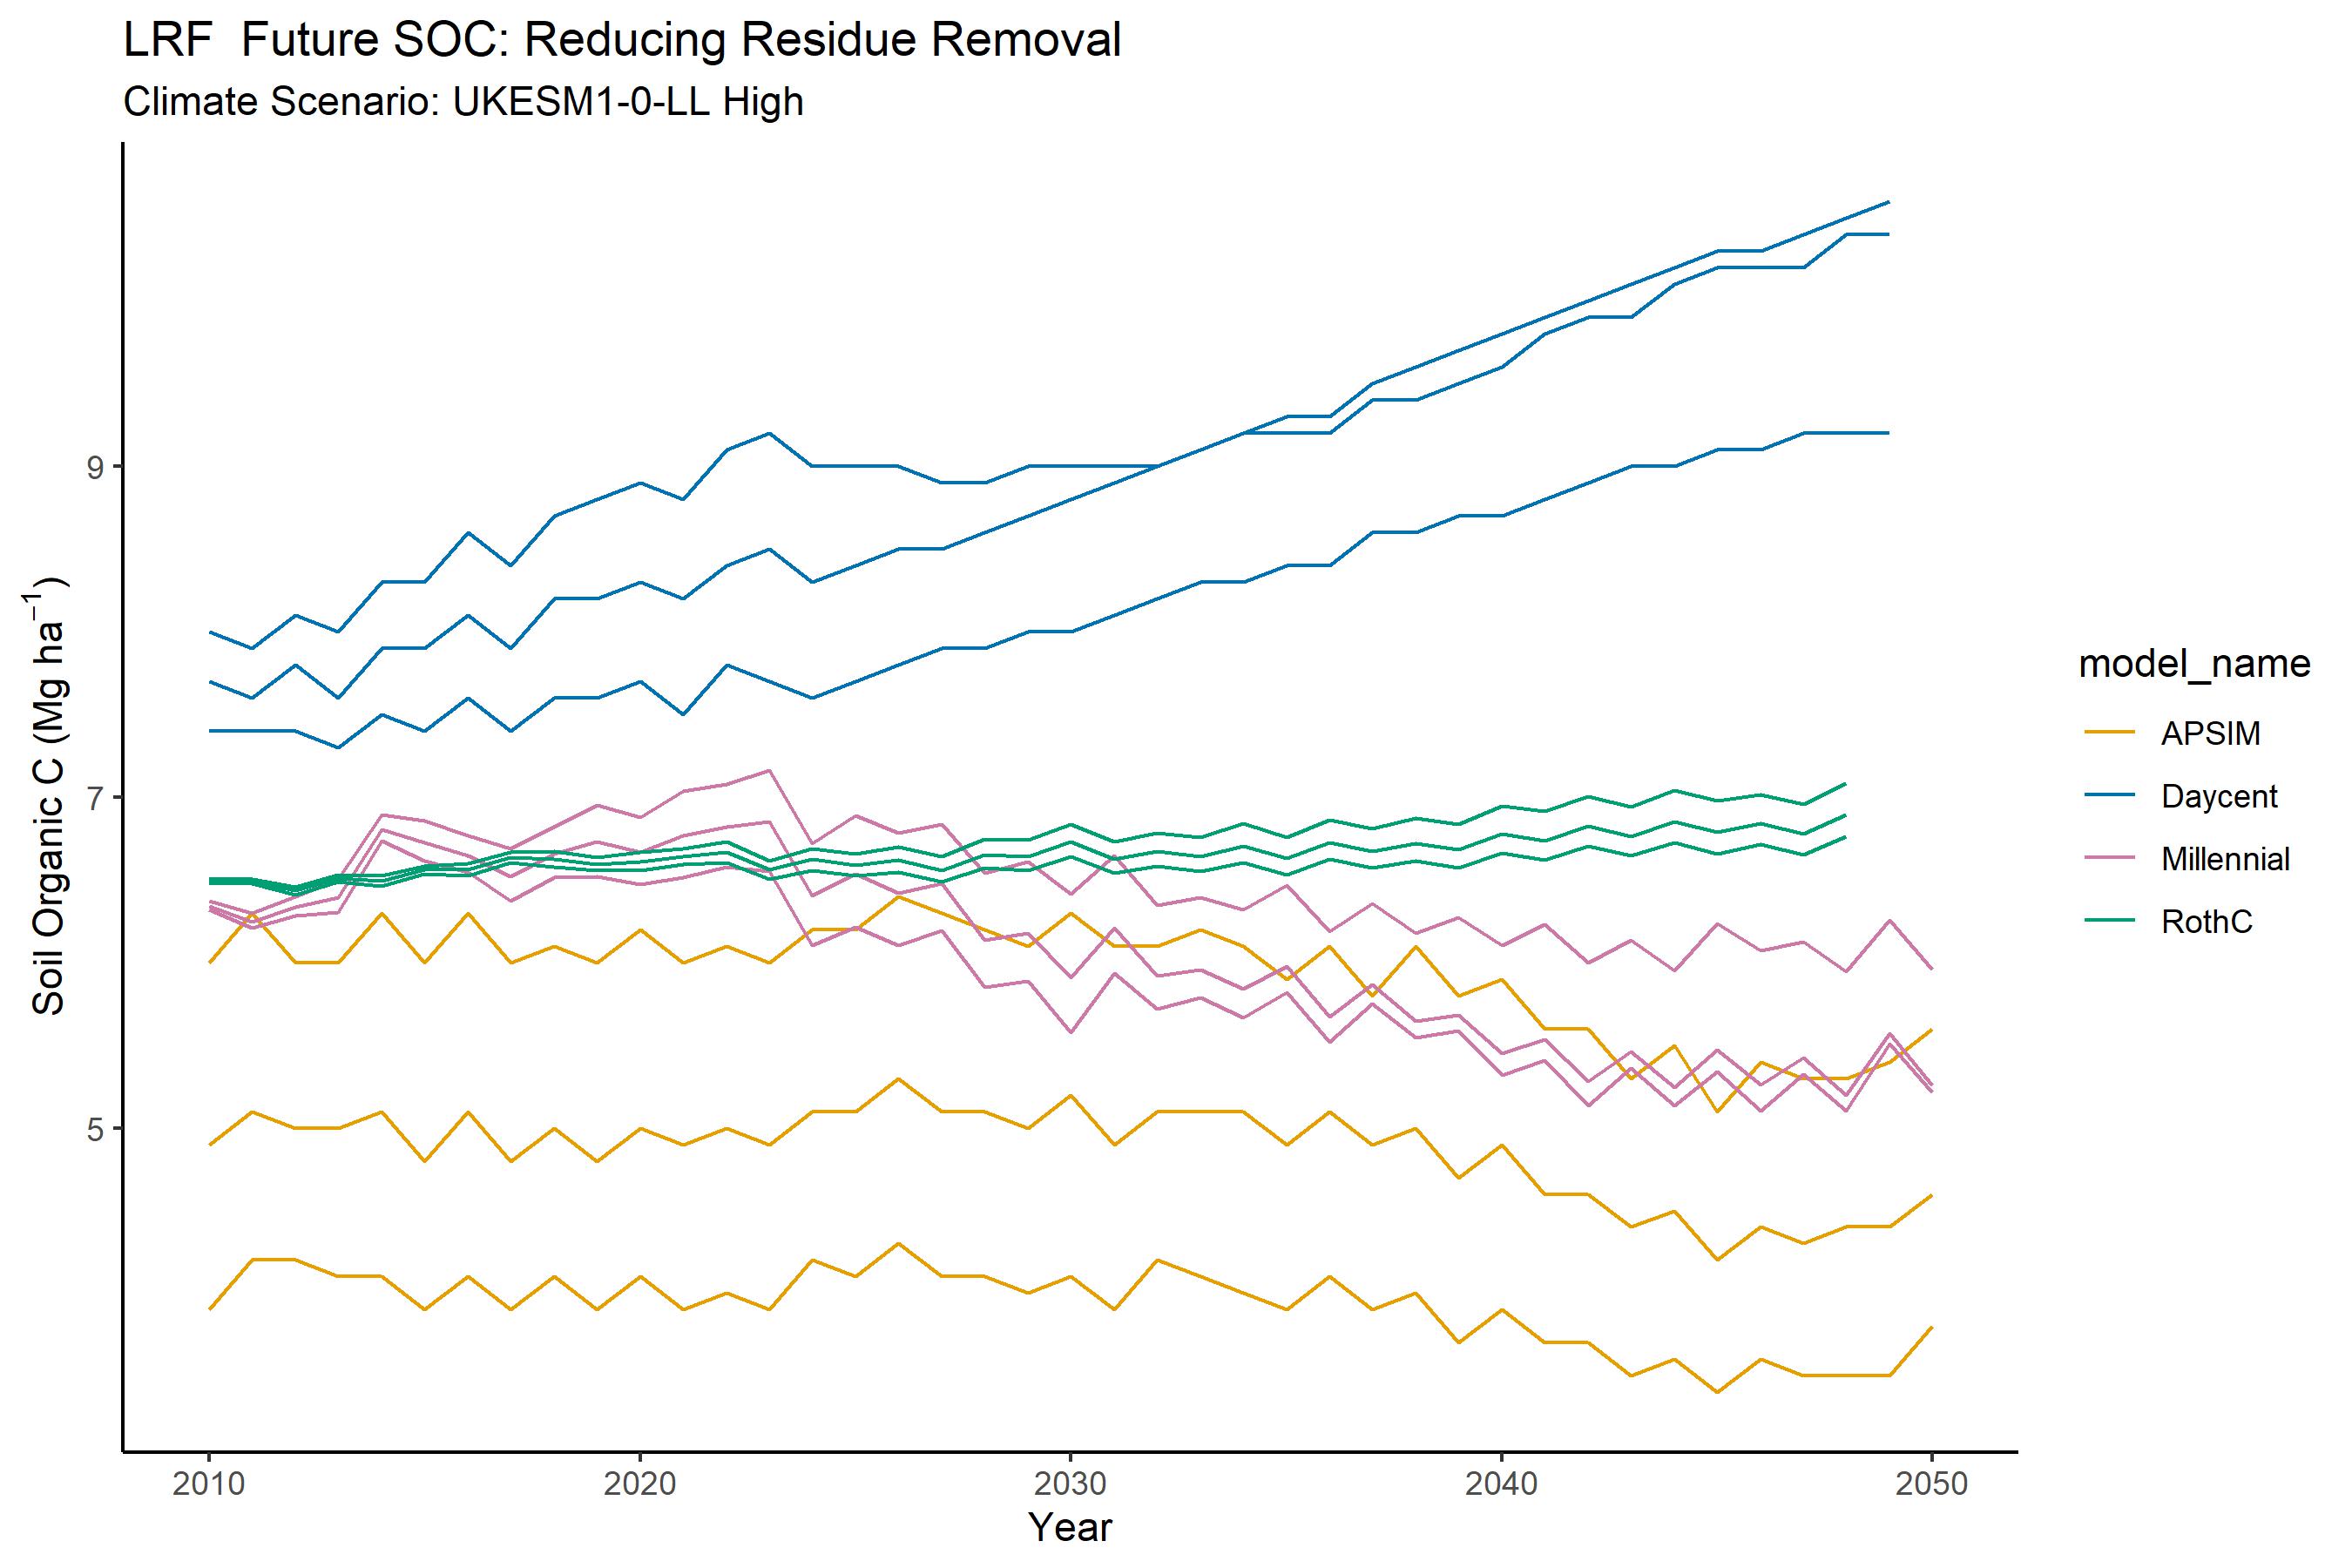 LRF  Future SOC: Reducing Residue Removal
Climate Scenario: UKESM1-0-LL High
Soil Organic C (Mg ha⁻¹)
9
7
5
2010 2020 2030 2040 2050
Year
model_name
APSIM
Daycent
Millennial
RothC